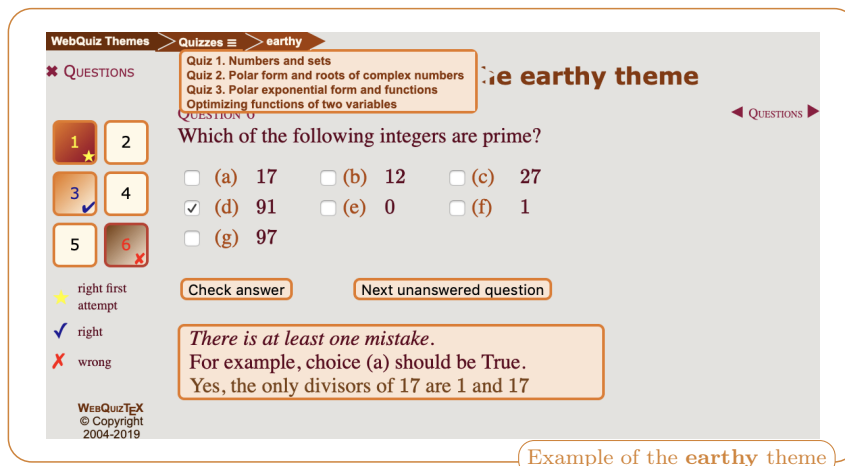 WebQuiz Themes Quizzes ≡ earthy
Quiz 1. Numbers and sets
Quiz 2. Polar form and roots of complex numbers
Quiz 3. Polar exponential form and functions
Optimizing functions of two variables
he earthy theme
✖ QUESTIONS
◀ QUESTIONS ▶
QUESTION 6
Which of the following integers are prime?
1 2
3 4
5 6
(a) 17 (b) 12 (c) 27
(d) 91 (e) 0 (f) 1
(g) 97
Check answer Next unanswered question
right first
attempt
right
wrong
There is at least one mistake.
For example, choice (a) should be True.
Yes, the only divisors of 17 are 1 and 17
WEBQUIZTEX
© Copyright
2004-2019
Example of the earthy theme